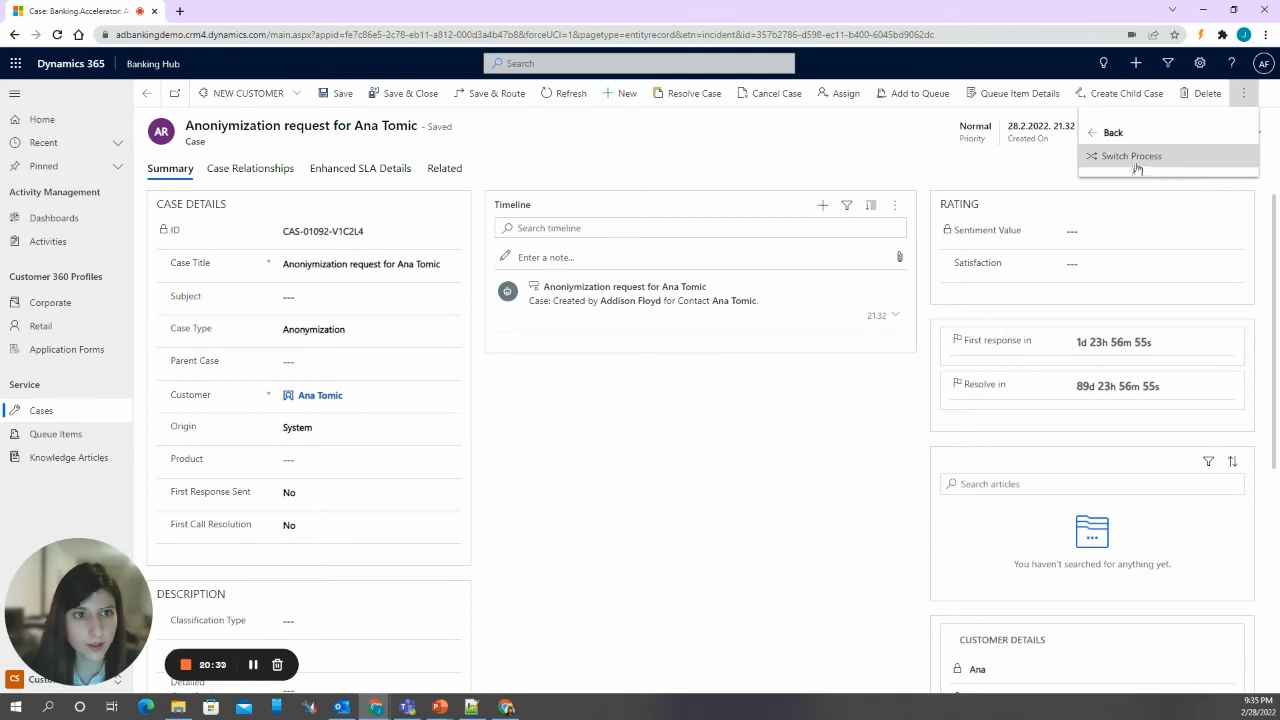 Case: Banking.Accelerator: A
adbankingdemo.crm4.dynamics.com/main.aspx?appid=fe7c86e5-2c78-eb11-a812-000d3a4b47b8&forceUCI=1&pagetype=entityrecord&etn=incident&id=357b2786-d598-ec11-b400-6045bd9062dc
J
Dynamics 365
Banking Hub
Search
?
AF
NEW CUSTOMER
Save
Save & Close
Save & Route
Refresh
New
Resolve Case
Cancel Case
Assign
Add to Queue
Queue Item Details
Create Child Case
Delete
Back
Switch Process
Home
Recent
Pinned
Activity Management
Dashboards
Activities
Customer 360 Profiles
Corporate
Retail
Application Forms
Service
Cases
Queue Items
Knowledge Articles
CS
AR
Anoniymization request for Ana Tomic - Saved
Case
Normal
Priority
28.2.2022. 21.32
Created On
Summary
Case Relationships
Enhanced SLA Details
Related
CASE DETAILS
ID
CAS-01092-V1C2L4
Case Title
*
Anoniymization request for Ana Tomic
Subject
---
Case Type
Anonymization
Parent Case
---
Customer
*
Ana Tomic
Origin
System
Product
---
First Response Sent
No
First Call Resolution
No
DESCRIPTION
Classification Type
---
Detailed
---
Timeline
Search timeline
Enter a note...
Anoniymization request for Ana Tomic
Case: Created by Addison Floyd for Contact Ana Tomic.
21.32
RATING
Sentiment Value
---
Satisfaction
---
First response in
1d 23h 56m 55s
Resolve in
89d 23h 56m 55s
Search articles
You haven't searched for anything yet.
CUSTOMER DETAILS
Ana
9:35 PM
2/28/2022